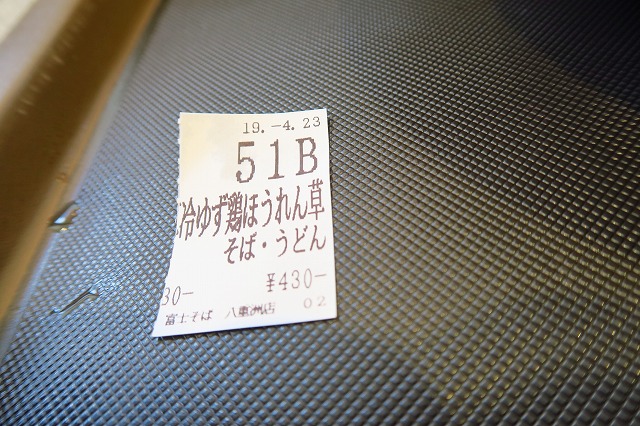 19.-4.23
51B
冷ゆず鶏ほうれん草
そば・うどん
30- ¥430-
富士そば 八重洲店 02